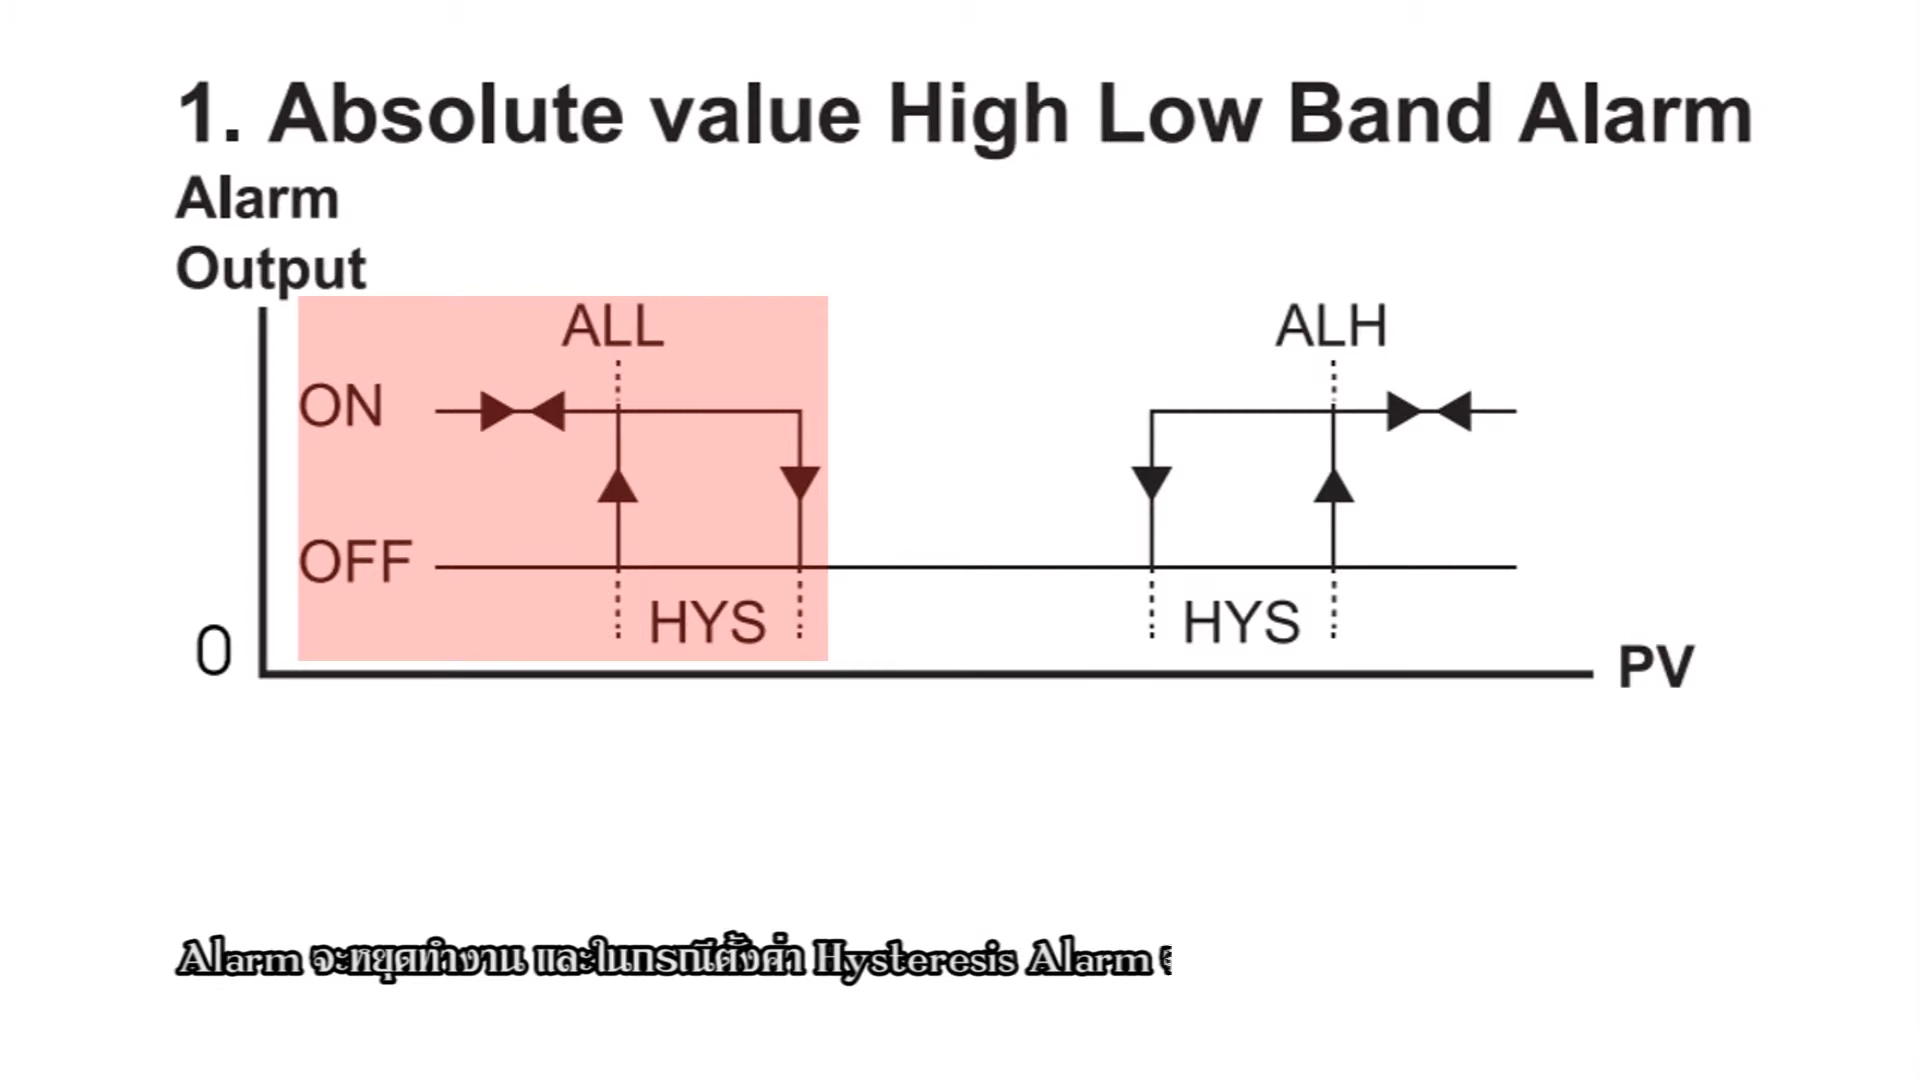 1. Absolute value High Low Band Alarm
Alarm
Output
ALL
ALH
ON
OFF
HYS
HYS
0
PV
Alarm จะหยุดทำงาน และในกรณีตั้งค่า Hysteresis Alarm